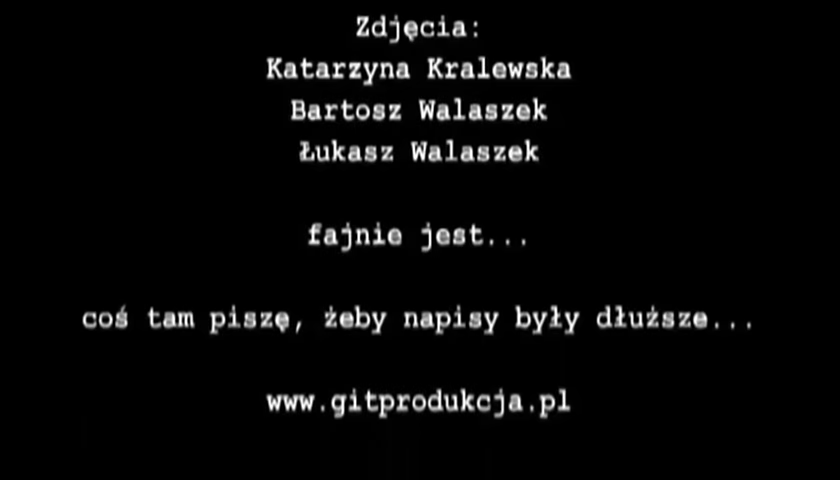 Zdjęcia:
Katarzyna Kralewska
Bartosz Walaszek
Łukasz Walaszek
fajnie jest...
coś tam piszę, żeby napisy były dłuższe...
www.gitprodukcja.pl